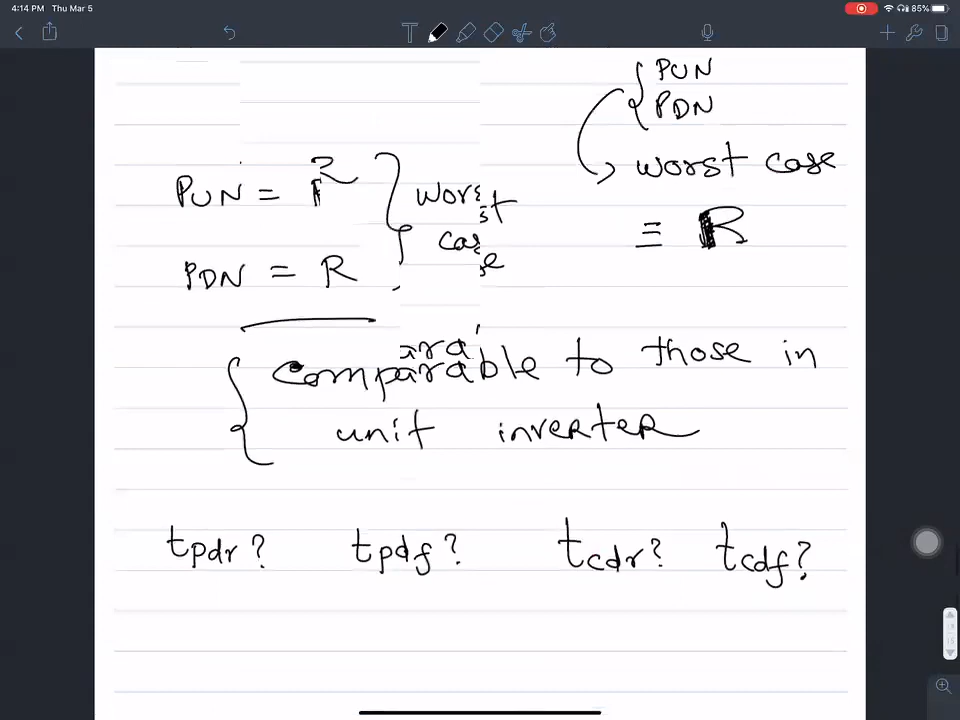 4:14 PM Thu Mar 5
85%
T
PUN
PDN
worst case
≡ R
PUN = R } worst
case
PDN = R
Comparable to those in
unit inverter
tpdr? tpdf? tcdr? tcdf?